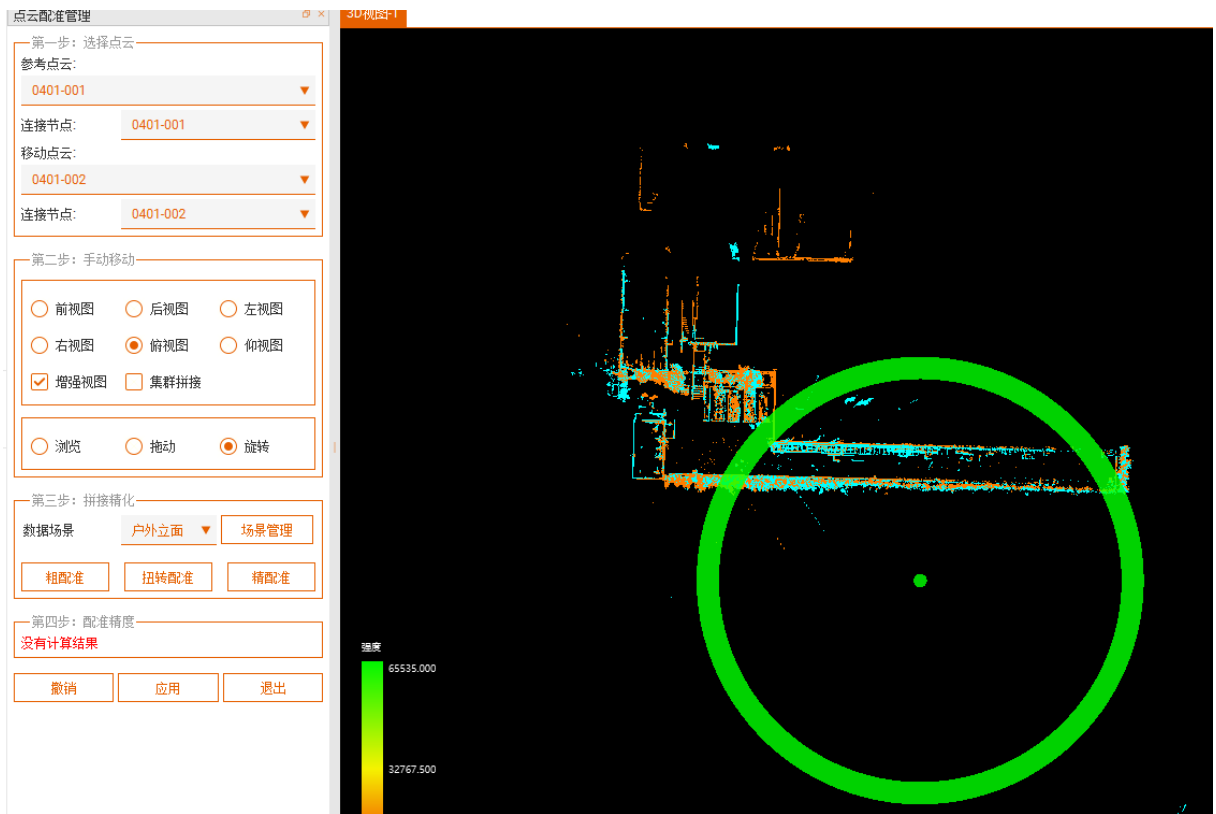 点云配准管理
3D视图-1
第一步：选择点云
参考点云:
0401-001
连接节点: 0401-001
移动点云:
0401-002
连接节点: 0401-002
第二步：手动移动
前视图 后视图 左视图
右视图 俯视图 仰视图
增强视图 集群拼接
浏览 拖动 旋转
第三步：拼接精化
数据场景 户外立面 场景管理
粗配准 扭转配准 精配准
第四步：配准精度
没有计算结果
撤销 应用 退出
强度
65535.000
32767.500